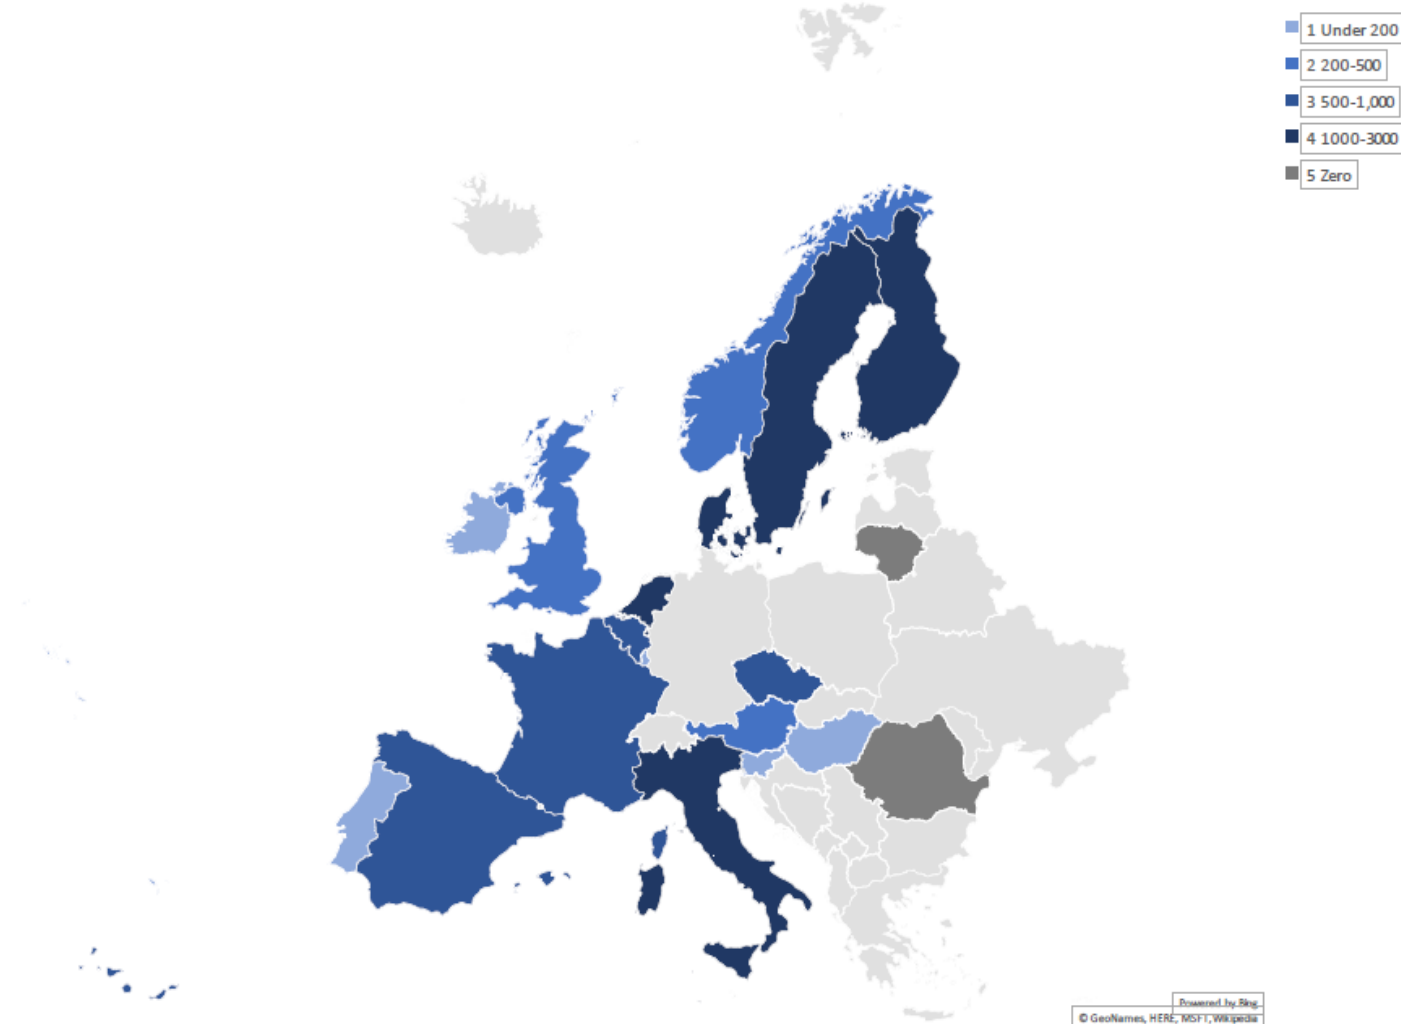 1 Under 200
2 200-500
3 500-1,000
4 1000-3000
5 Zero
Powered by Bing
© GeoNames, HERE, MSFT, Wikipedia